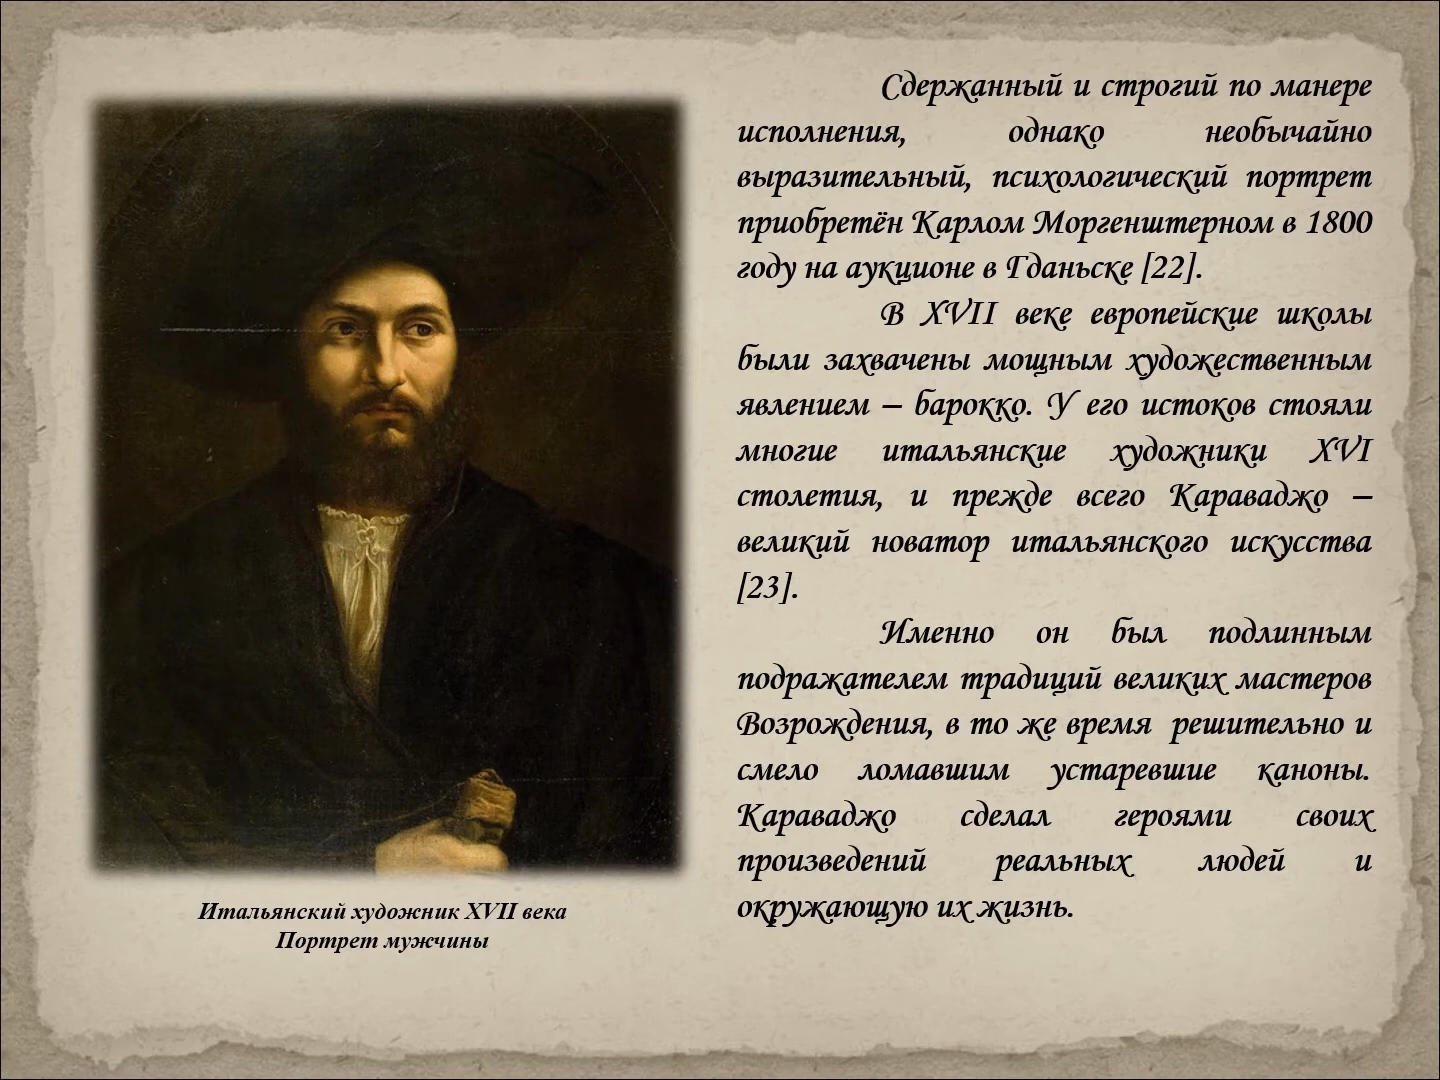 Сдержанный и строгий по манере
исполнения, однако необычайно
выразительный, психологический портрет
приобретён Карлом Моргенштерном в 1800
году на аукционе в Гданьске [22].
В XVII веке европейские школы
были захвачены мощным художественным
явлением – барокко. У его истоков стояли
многие итальянские художники XVI
столетия, и прежде всего Караваджо –
великий новатор итальянского искусства
[23].
Именно он был подлинным
подражателем традиций великих мастеров
Возрождения, в то же время решительно и
смело ломавшим устаревшие каноны.
Караваджо сделал героями своих
произведений реальных людей и
окружающую их жизнь.
Итальянский художник XVII века
Портрет мужчины